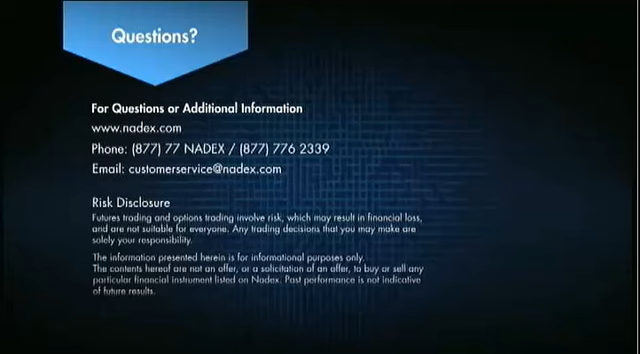 Questions?
For Questions or Additional Information
www.nadex.com
Phone: (877) 77 NADEX / (877) 776 2339
Email: customerservice@nadex.com
Risk Disclosure
Futures trading and options trading involve risk, which may result in financial loss,
and are not suitable for everyone. Any trading decisions that you may make are
solely your responsibility.
The information presented herein is for informational purposes only.
The contents hereof are not an offer, or a solicitation of an offer, to buy or sell any
particular financial instrument listed on Nadex. Past performance is not indicative
of future results.